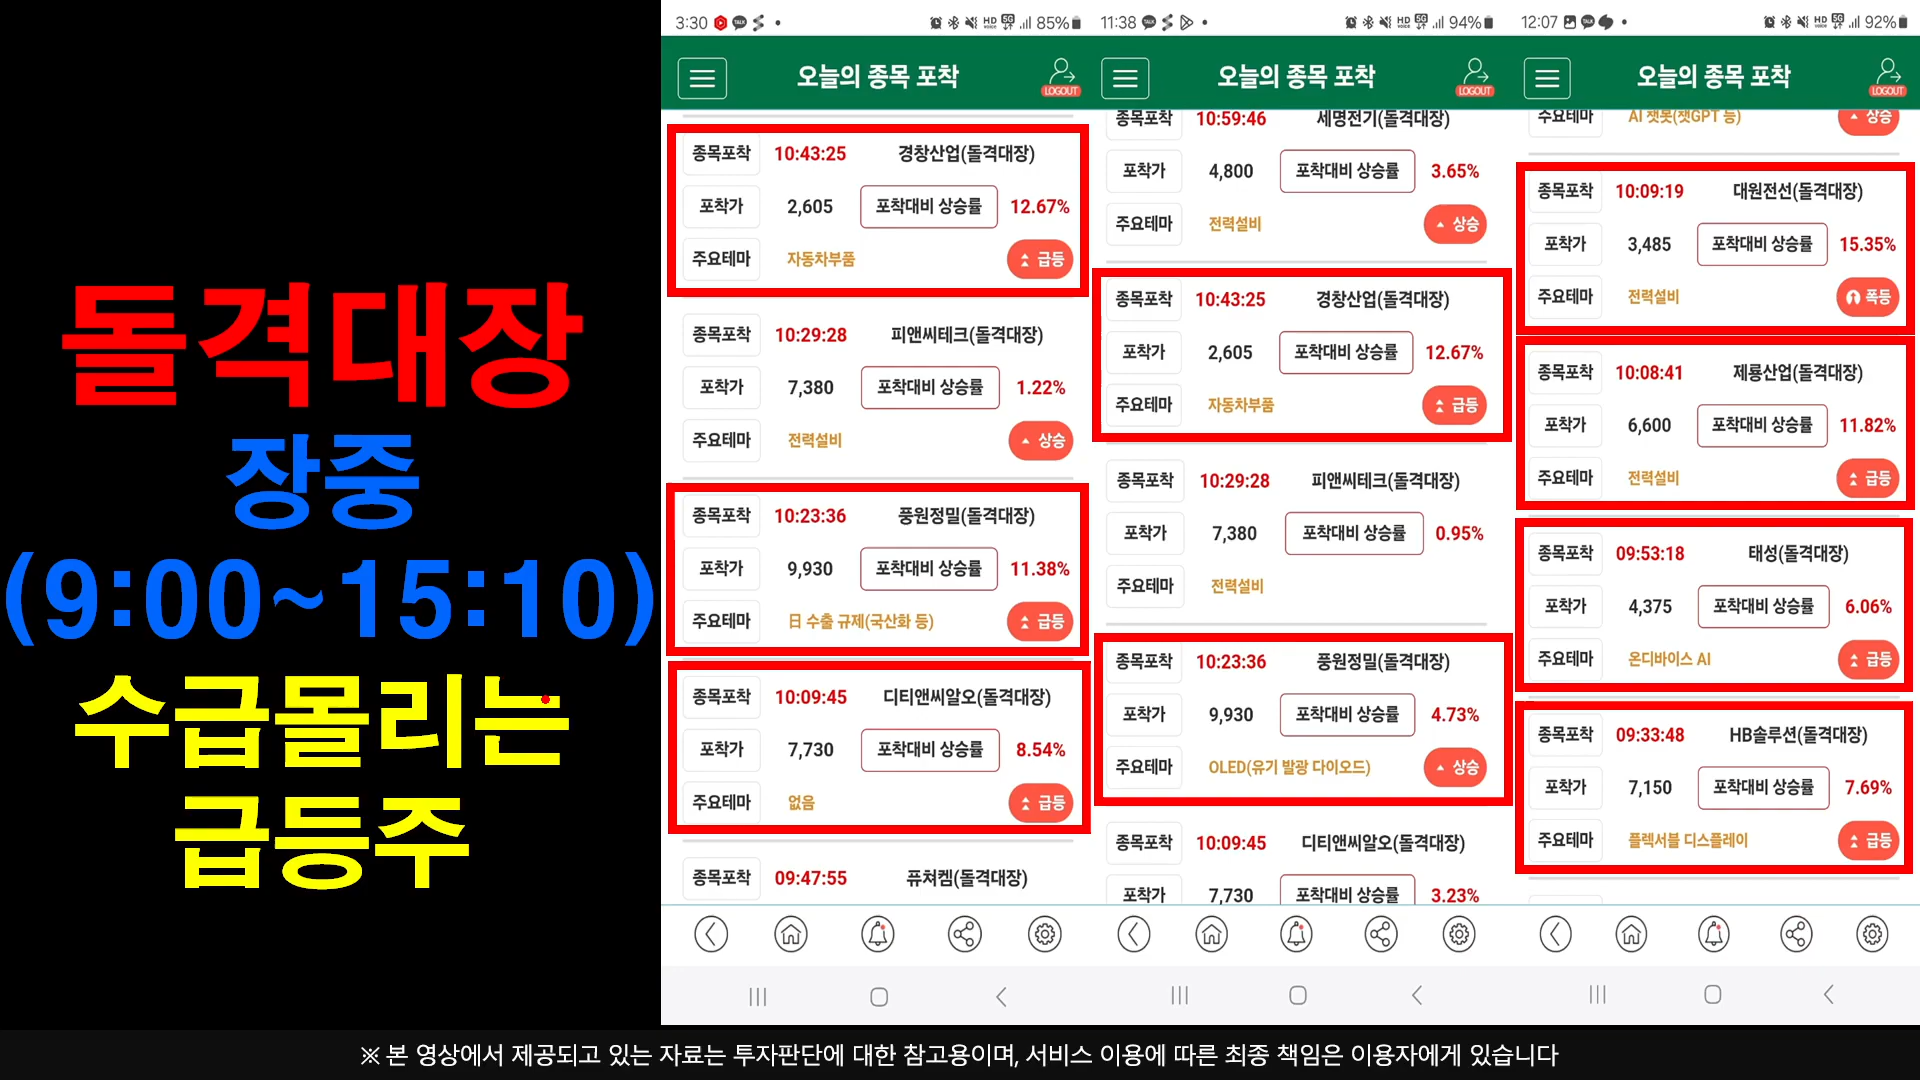 돌격대장
장중
(9:00~15:10)
수급몰리는
급등주
3:30 85%
오늘의 종목 포착
LOGOUT
종목포착 10:43:25 경창산업(돌격대장)
포착가 2,605 포착대비 상승률 12.67%
주요테마 자동차부품 급등
종목포착 10:29:28 피앤씨테크(돌격대장)
포착가 7,380 포착대비 상승률 1.22%
주요테마 전력설비 상승
종목포착 10:23:36 풍원정밀(돌격대장)
포착가 9,930 포착대비 상승률 11.38%
주요테마 日 수출 규제(국산화 등) 급등
종목포착 10:09:45 디티앤씨알오(돌격대장)
포착가 7,730 포착대비 상승률 8.54%
주요테마 없음 급등
종목포착 09:47:55 퓨쳐켐(돌격대장)
11:38 94%
오늘의 종목 포착
LOGOUT
종목포착 10:59:46 세명전기(돌격대장)
포착가 4,800 포착대비 상승률 3.65%
주요테마 전력설비 상승
종목포착 10:43:25 경창산업(돌격대장)
포착가 2,605 포착대비 상승률 12.67%
주요테마 자동차부품 급등
종목포착 10:29:28 피앤씨테크(돌격대장)
포착가 7,380 포착대비 상승률 0.95%
주요테마 전력설비
종목포착 10:23:36 풍원정밀(돌격대장)
포착가 9,930 포착대비 상승률 4.73%
주요테마 OLED(유기 발광 다이오드) 상승
종목포착 10:09:45 디티앤씨알오(돌격대장)
포착가 7,730 포착대비 상승률 3.23%
12:07 92%
오늘의 종목 포착
LOGOUT
주요테마 AI 챗봇(챗GPT 등) 상승
종목포착 10:09:19 대원전선(돌격대장)
포착가 3,485 포착대비 상승률 15.35%
주요테마 전력설비 폭등
종목포착 10:08:41 제룡산업(돌격대장)
포착가 6,600 포착대비 상승률 11.82%
주요테마 전력설비 급등
종목포착 09:53:18 태성(돌격대장)
포착가 4,375 포착대비 상승률 6.06%
주요테마 온디바이스 AI 급등
종목포착 09:33:48 HB솔루션(돌격대장)
포착가 7,150 포착대비 상승률 7.69%
주요테마 플렉서블 디스플레이 급등
※ 본 영상에서 제공되고 있는 자료는 투자판단에 대한 참고용이며, 서비스 이용에 따른 최종 책임은 이용자에게 있습니다